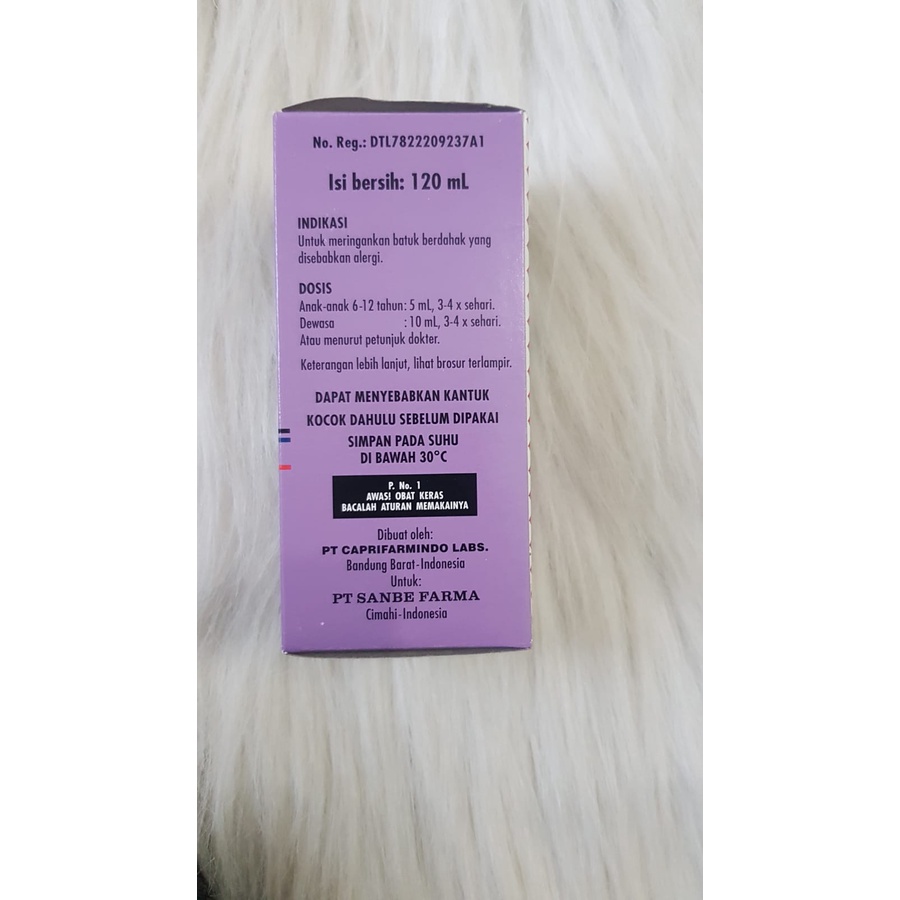 No. Reg.: DTL7822209237A1
Isi bersih: 120 mL
INDIKASI
Untuk meringankan batuk berdahak yang
disebabkan alergi.
DOSIS
Anak-anak 6-12 tahun: 5 mL, 3-4 x sehari.
Dewasa : 10 mL, 3-4 x sehari.
Atau menurut petunjuk dokter.
Keterangan lebih lanjut, lihat brosur terlampir.
DAPAT MENYEBABKAN KANTUK
KOCOK DAHULU SEBELUM DIPAKAI
SIMPAN PADA SUHU
DI BAWAH 30°C
P. No. 1
AWASI OBAT KERAS
BACALAH ATURAN MEMAKAINYA
Dibuat oleh:
PT CAPRIFARMINDO LABS.
Bandung Barat-Indonesia
Untuk:
PT SANBE FARMA
Cimahi-Indonesia